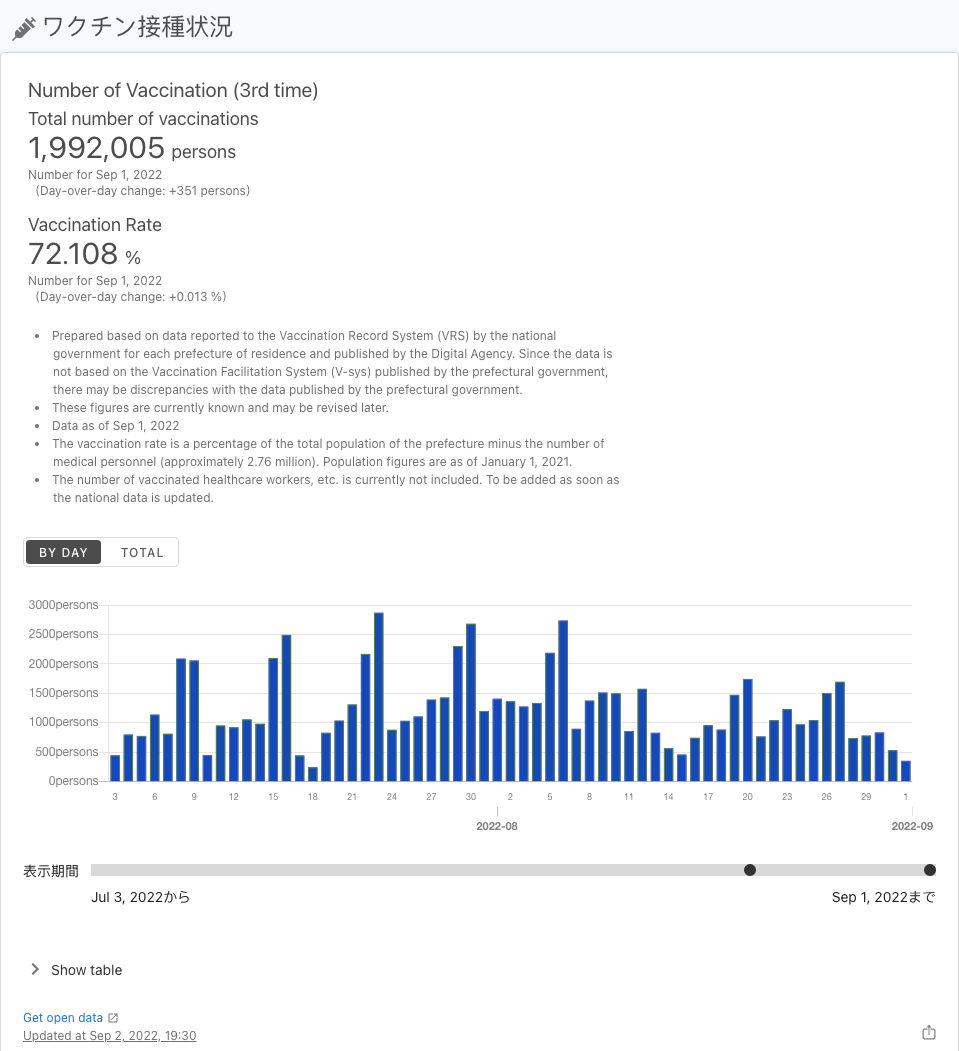 ワクチン接種状況
Number of Vaccination (3rd time)
Total number of vaccinations
1,992,005 persons
Number for Sep 1, 2022
(Day-over-day change: +351 persons)
Vaccination Rate
72.108 %
Number for Sep 1, 2022
(Day-over-day change: +0.013 %)
• Prepared based on data reported to the Vaccination Record System (VRS) by the national
government for each prefecture of residence and published by the Digital Agency. Since the data is
not based on the Vaccination Facilitation System (V-sys) published by the prefectural government,
there may be discrepancies with the data published by the prefectural government.
• These figures are currently known and may be revised later.
• Data as of Sep 1, 2022
• The vaccination rate is a percentage of the total population of the prefecture minus the number of
medical personnel (approximately 2.76 million). Population figures are as of January 1, 2021.
• The number of vaccinated healthcare workers, etc. is currently not included. To be added as soon as
the national data is updated.
BY DAY TOTAL
3000persons
2500persons
2000persons
1500persons
1000persons
500persons
0persons
3 6 9 12 15 18 21 24 27 30 2 5 8 11 14 17 20 23 26 29 1
2022-08 2022-09
表示期間
Jul 3, 2022から Sep 1, 2022まで
Show table
Get open data
Updated at Sep 2, 2022, 19:30